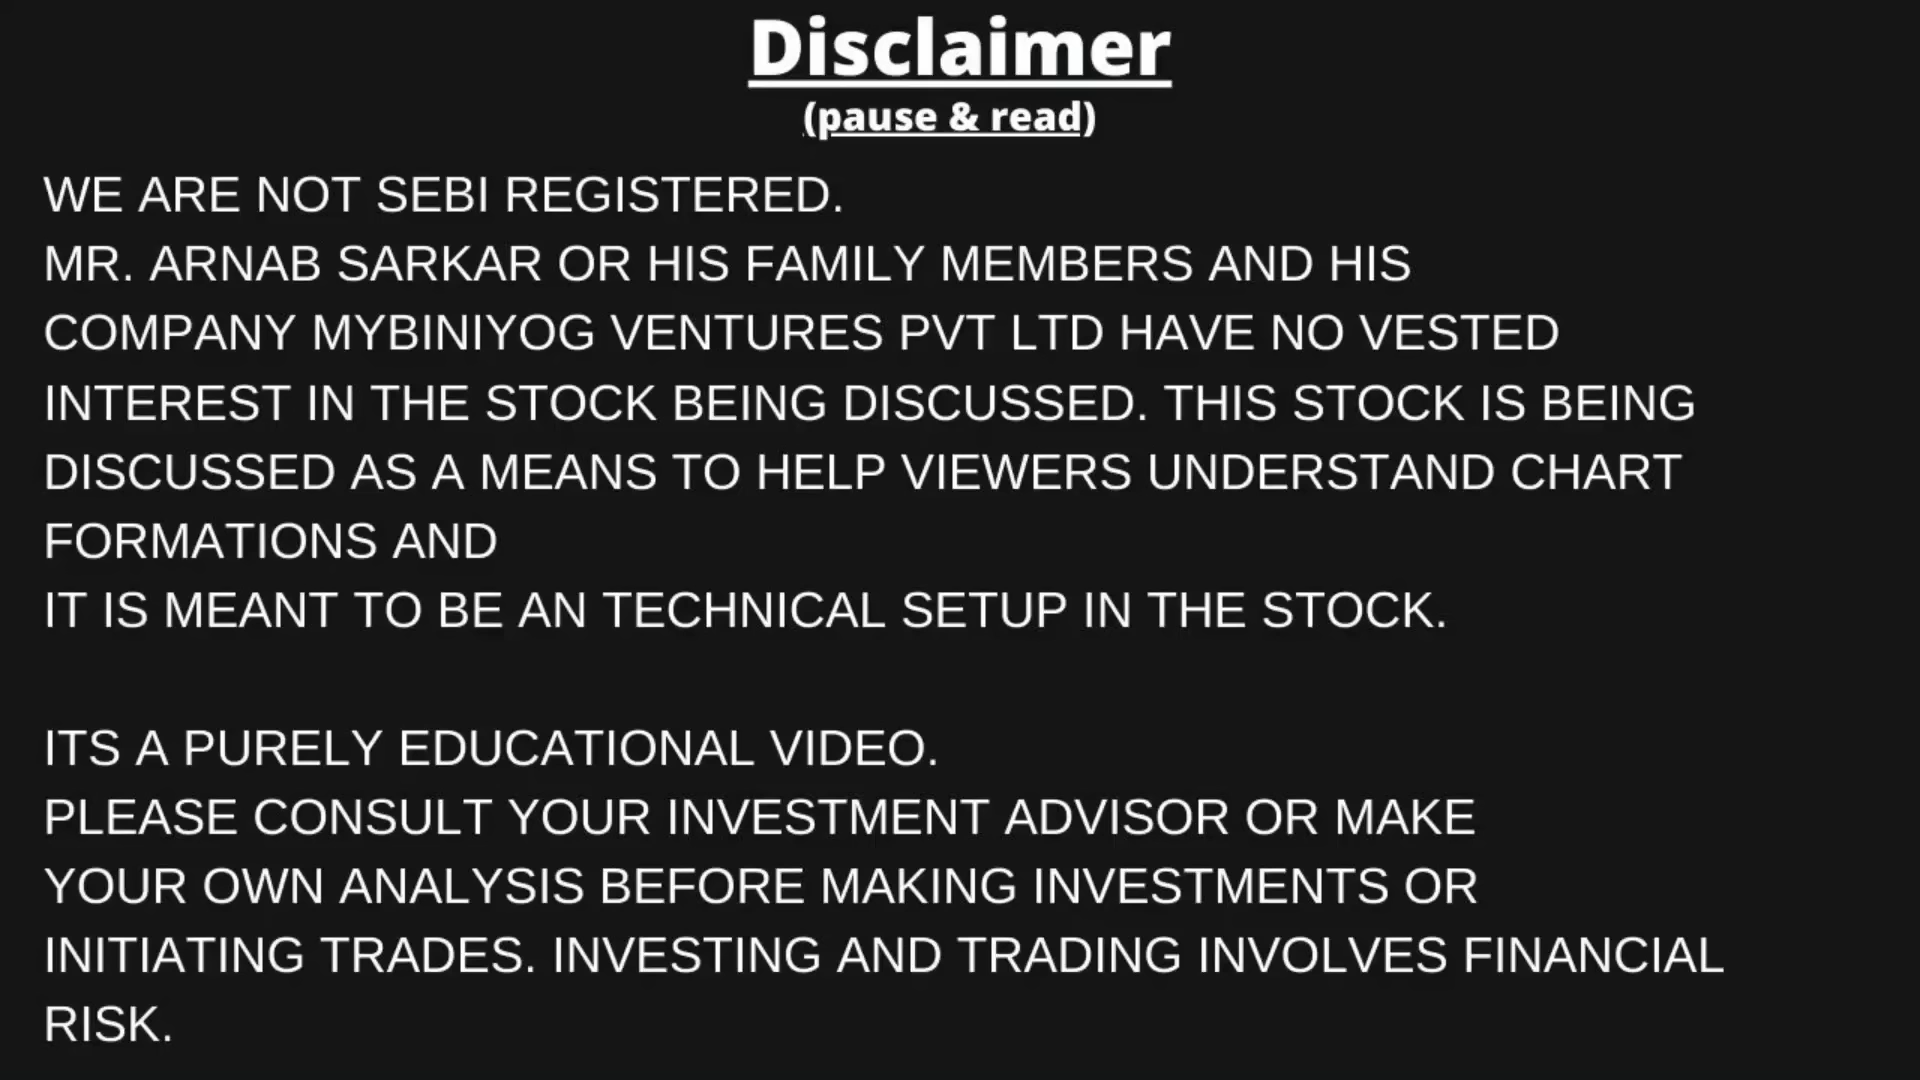 Disclaimer
(pause & read)
WE ARE NOT SEBI REGISTERED.
MR. ARNAB SARKAR OR HIS FAMILY MEMBERS AND HIS
COMPANY MYBINIYOG VENTURES PVT LTD HAVE NO VESTED
INTEREST IN THE STOCK BEING DISCUSSED. THIS STOCK IS BEING
DISCUSSED AS A MEANS TO HELP VIEWERS UNDERSTAND CHART
FORMATIONS AND
IT IS MEANT TO BE AN TECHNICAL SETUP IN THE STOCK.
ITS A PURELY EDUCATIONAL VIDEO.
PLEASE CONSULT YOUR INVESTMENT ADVISOR OR MAKE
YOUR OWN ANALYSIS BEFORE MAKING INVESTMENTS OR
INITIATING TRADES. INVESTING AND TRADING INVOLVES FINANCIAL
RISK.